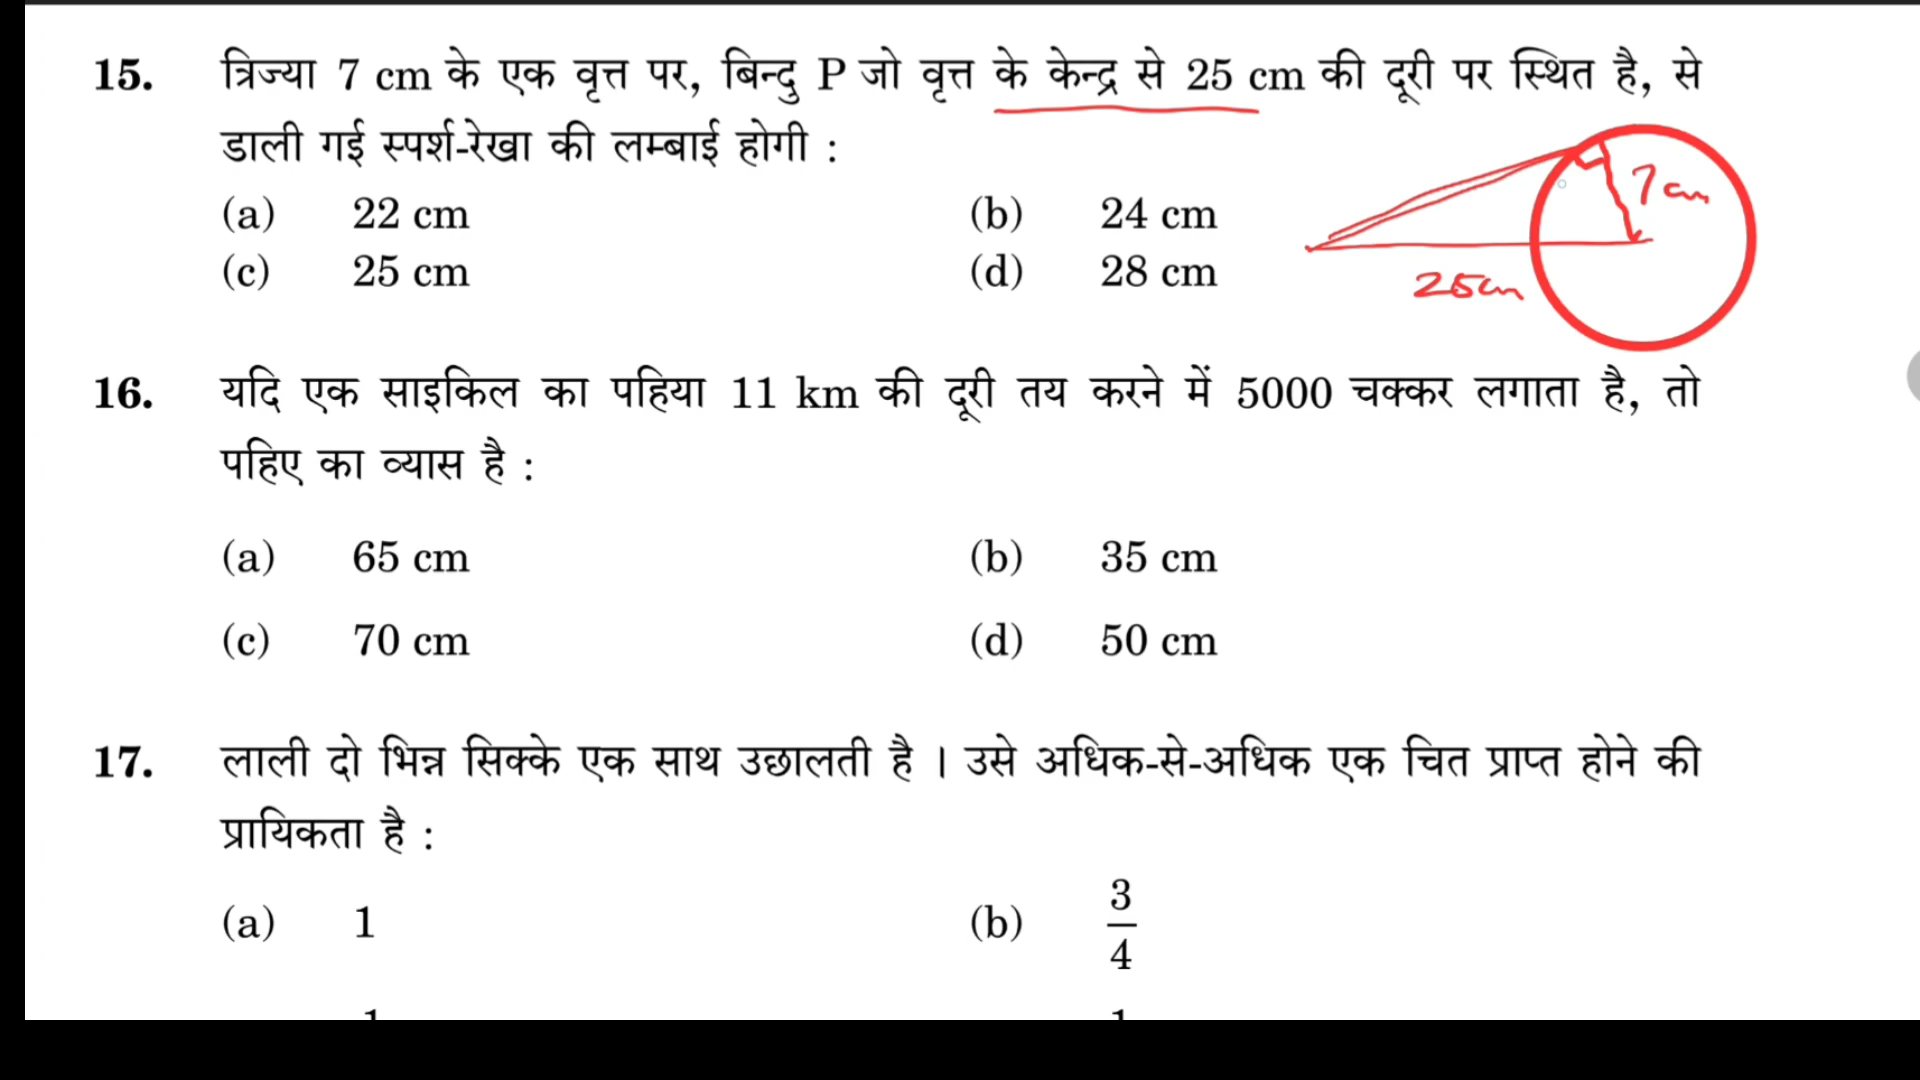 15. त्रिज्या 7 cm के एक वृत्त पर, बिन्दु P जो वृत्त के केन्द्र से 25 cm की दूरी पर स्थित है, से
डाली गई स्पर्श-रेखा की लम्बाई होगी :
(a) 22 cm (b) 24 cm
(c) 25 cm (d) 28 cm
7 cm
25cm
16. यदि एक साइकिल का पहिया 11 km की दूरी तय करने में 5000 चक्कर लगाता है, तो
पहिए का व्यास है :
(a) 65 cm (b) 35 cm
(c) 70 cm (d) 50 cm
17. लाली दो भिन्न सिक्के एक साथ उछालती है । उसे अधिक-से-अधिक एक चित प्राप्त होने की
प्रायिकता है :
(a) 1 (b) 3/4